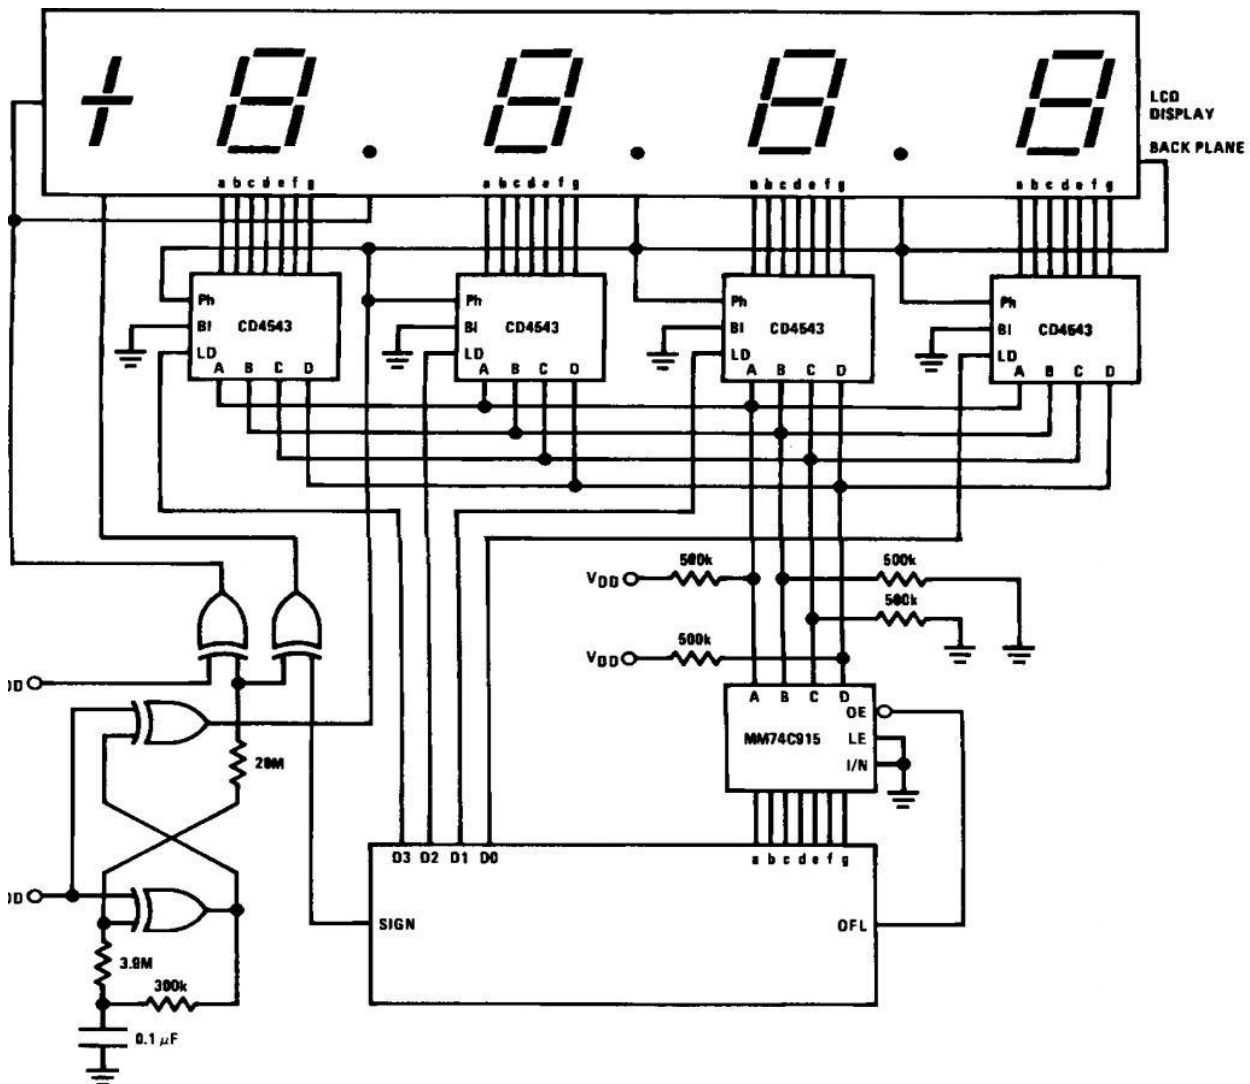 LCD
DISPLAY
BACK PLANE
a b c d e f g
a b c d e f g
a b c d e f g
a b c d e f g
Ph
BI
LD
CD4543
A B C D
Ph
BI
LD
CD4543
A B C D
Ph
BI
LD
CD4543
A B C D
Ph
BI
LD
CD4543
A B C D
VDD
500k
500k
500k
VDD
500k
DD
20M
DD
3.9M
300k
0.1 μF
A B C D
OE
MM74C915
LE
I/N
a b c d e f g
D3 D2 D1 D0
SIGN
OFL